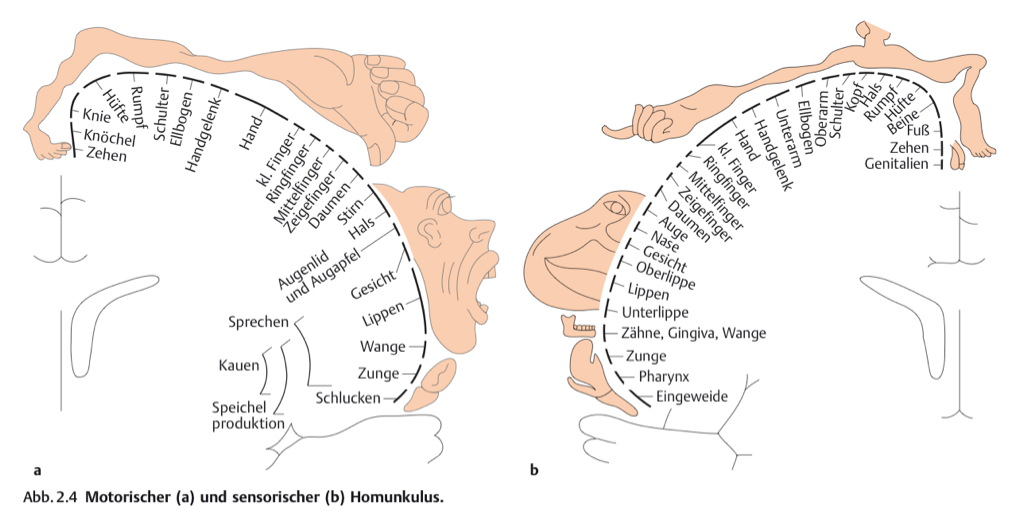 Zehen
Knöchel
Knie
Hüfte
Rumpf
Schulter
Ellbogen
Handgelenk
Hand
kl. Finger
Ringfinger
Mittelfinger
Zeigefinger
Daumen
Stirn
Hals
Augenlid
und Augapfel
Gesicht
Lippen
Wange
Zunge
Schlucken
Sprechen
Kauen
Speichel
produktion
a
Genitalien
Zehen
Fuß
Beine
Hüfte
Rumpf
Hals
Kopf
Schulter
Oberarm
Ellbogen
Unterarm
Handgelenk
Hand
kl. Finger
Ringfinger
Mittelfinger
Zeigefinger
Daumen
Auge
Nase
Gesicht
Oberlippe
Lippen
Unterlippe
Zähne, Gingiva, Wange
Zunge
Pharynx
Eingeweide
b
Abb. 2.4 Motorischer (a) und sensorischer (b) Homunkulus.